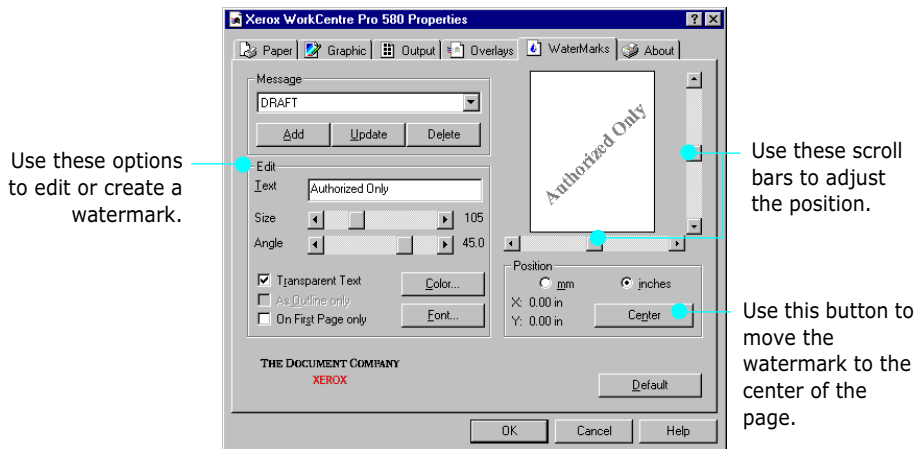 Xerox WorkCentre Pro 580 Properties
Paper Graphic Output Overlays WaterMarks About
Message
DRAFT
Add Update Delete
Use these options
to edit or create a
watermark.
Edit
Text Authorized Only
Size 105
Angle 45.0
Transparent Text
As Outline only
On First Page only
Color...
Font...
Authorized Only
Use these scroll
bars to adjust
the position.
Position
mm inches
X: 0.00 in
Y: 0.00 in
Center
Use this button to
move the
watermark to the
center of the
page.
THE DOCUMENT COMPANY
XEROX
Default
OK Cancel Help